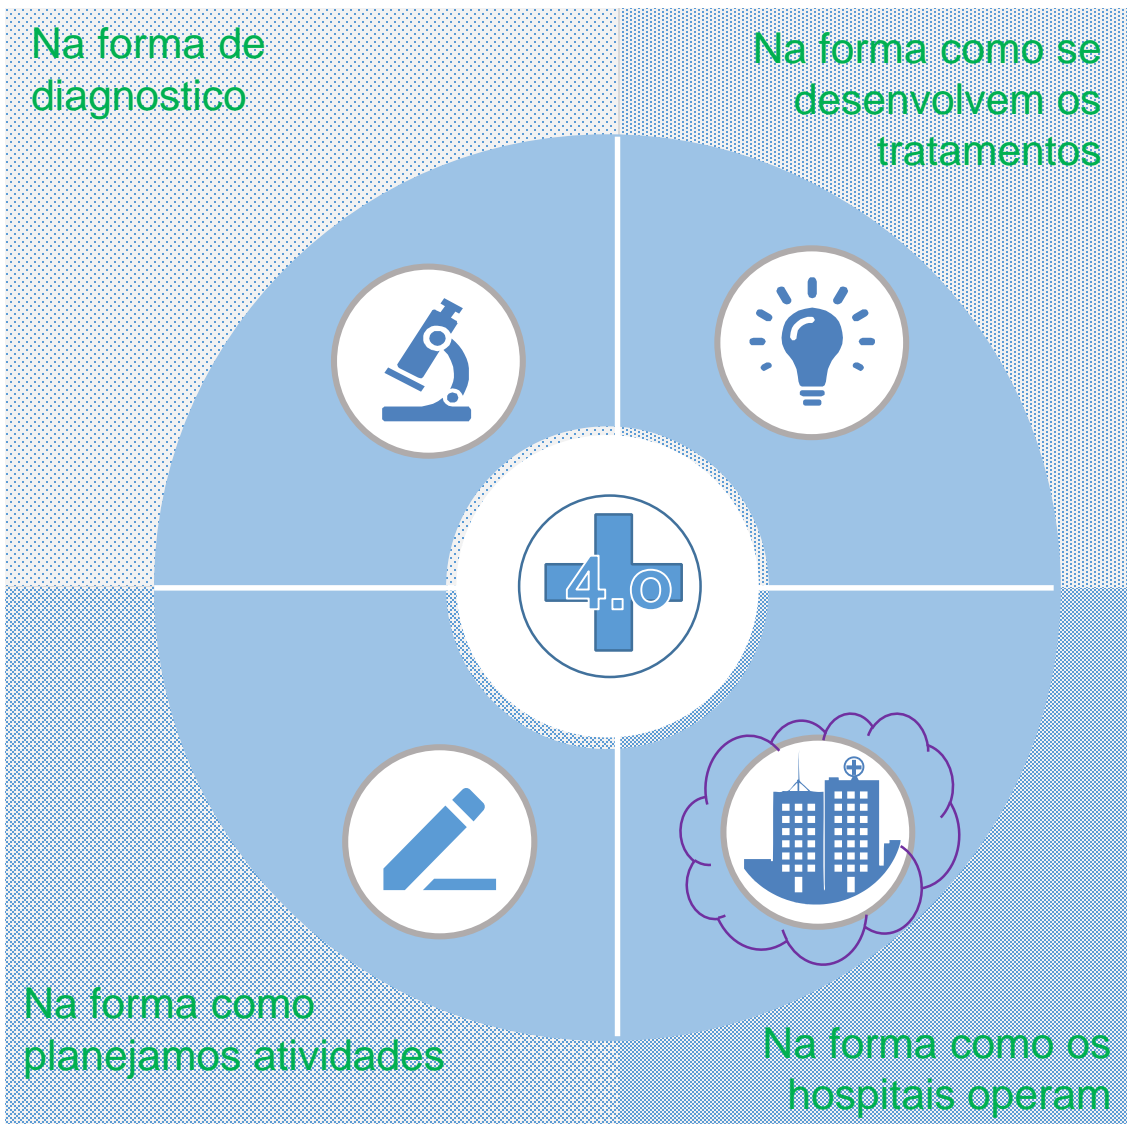 Na forma de
diagnostico
Na forma como se
desenvolvem os
tratamentos
4.0
Na forma como
planejamos atividades
Na forma como os
hospitais operam